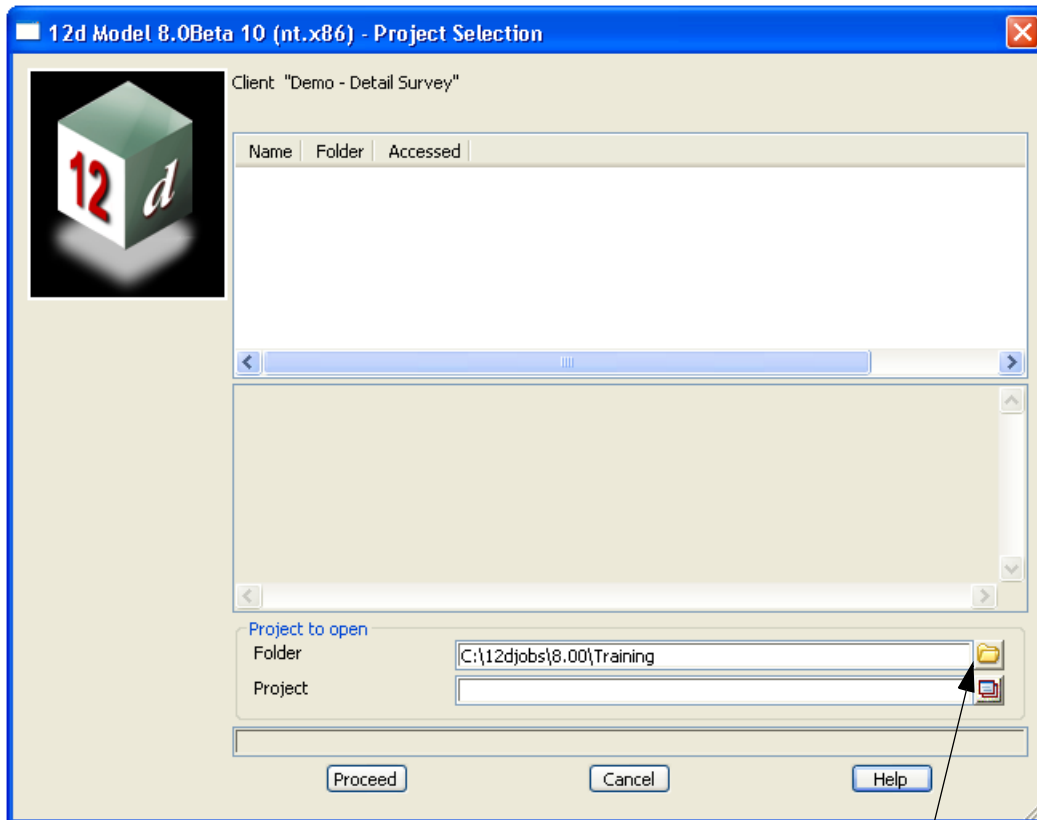 12d Model 8.0Beta 10 (nt.x86) - Project Selection
12 d
Client "Demo - Detail Survey"
Name Folder Accessed
Project to open
Folder C:\12djobs\8.00\Training
Project
Proceed Cancel Help